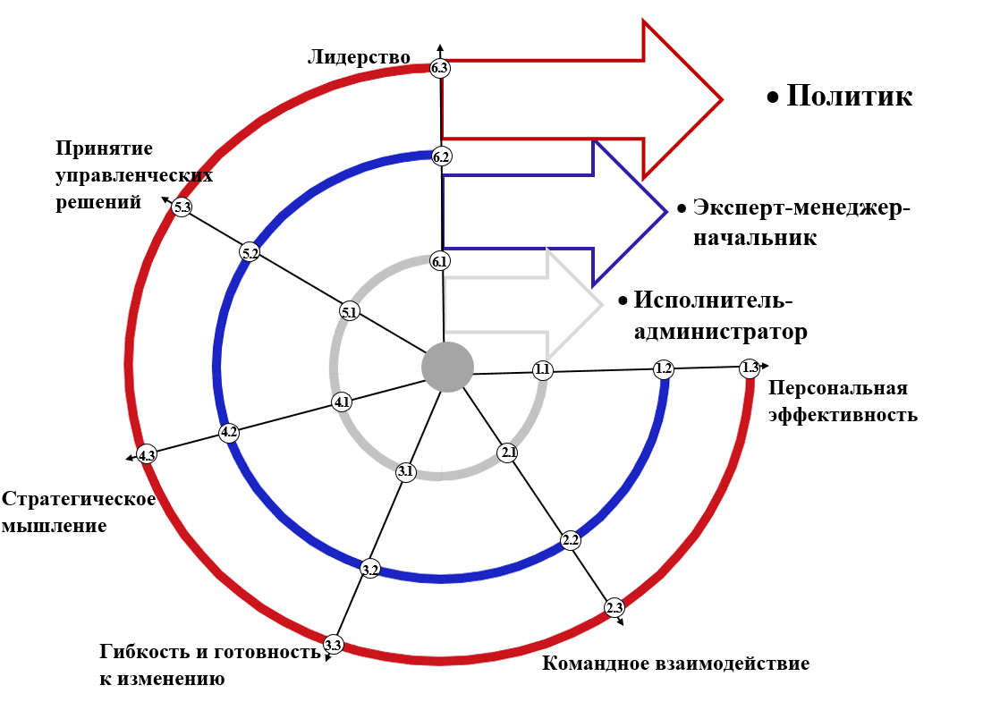 Лидерство
6.3
• Политик
Принятие
управленческих
решений
6.2
5.3
• Эксперт-менеджер-
начальник
5.2
6.1
• Исполнитель-
администратор
5.1
1.1
1.2
1.3
Персональная
эффективность
4.1
4.2
4.3
2.1
3.1
Стратегическое
мышление
2.2
3.2
2.3
3.3
Гибкость и готовность
к изменению
Командное взаимодействие